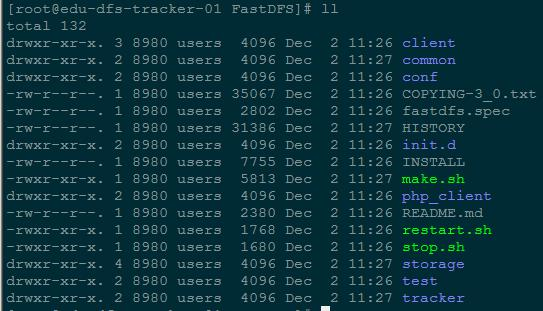 [root@edu-dfs-tracker-01 FastDFS]# ll
total 132
drwxr-xr-x. 3 8980 users  4096 Dec  2 11:26 client
drwxr-xr-x. 2 8980 users  4096 Dec  2 11:27 common
drwxr-xr-x. 2 8980 users  4096 Dec  2 11:26 conf
-rw-r--r--. 1 8980 users 35067 Dec  2 11:26 COPYING-3_0.txt
-rw-r--r--. 1 8980 users  2802 Dec  2 11:26 fastdfs.spec
-rw-r--r--. 1 8980 users 31386 Dec  2 11:27 HISTORY
drwxr-xr-x. 2 8980 users  4096 Dec  2 11:26 init.d
-rw-r--r--. 1 8980 users  7755 Dec  2 11:26 INSTALL
-rwxr-xr-x. 1 8980 users  5813 Dec  2 11:27 make.sh
drwxr-xr-x. 2 8980 users  4096 Dec  2 11:26 php_client
-rw-r--r--. 1 8980 users  2380 Dec  2 11:26 README.md
-rwxr-xr-x. 1 8980 users  1768 Dec  2 11:26 restart.sh
-rwxr-xr-x. 1 8980 users  1680 Dec  2 11:26 stop.sh
drwxr-xr-x. 4 8980 users  4096 Dec  2 11:27 storage
drwxr-xr-x. 2 8980 users  4096 Dec  2 11:26 test
drwxr-xr-x. 2 8980 users  4096 Dec  2 11:27 tracker